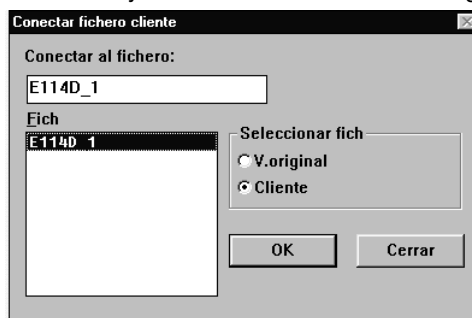 Conectar fichero cliente
Conectar al fichero:
E114D_1
Fich
E114D_1
Seleccionar fich
V.original
Cliente
OK
Cerrar